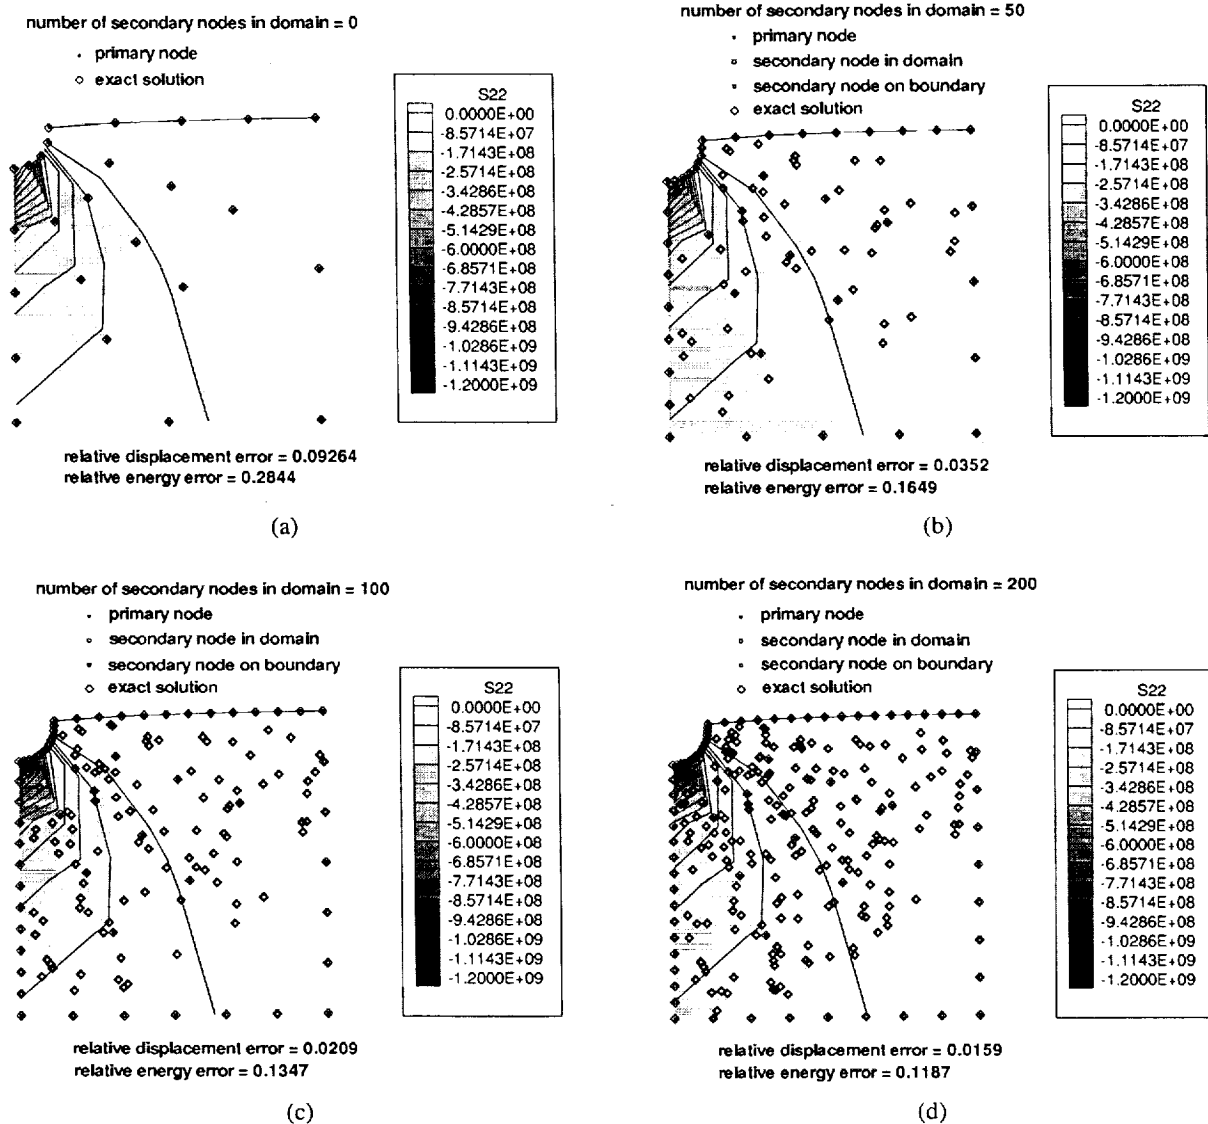 number of secondary nodes in domain = 0
primary node
exact solution
S22
0.0000E+00
-8.5714E+07
-1.7143E+08
-2.5714E+08
-3.4286E+08
-4.2857E+08
-5.1429E+08
-6.0000E+08
-6.8571E+08
-7.7143E+08
-8.5714E+08
-9.4286E+08
-1.0286E+09
-1.1143E+09
-1.2000E+09
relative displacement error = 0.09264
relative energy error = 0.2844
(a)
number of secondary nodes in domain = 50
primary node
secondary node in domain
secondary node on boundary
exact solution
S22
0.0000E+00
-8.5714E+07
-1.7143E+08
-2.5714E+08
-3.4286E+08
-4.2857E+08
-5.1429E+08
-6.0000E+08
-6.8571E+08
-7.7143E+08
-8.5714E+08
-9.4286E+08
-1.0286E+09
-1.1143E+09
-1.2000E+09
relative displacement error = 0.0352
relative energy error = 0.1649
(b)
number of secondary nodes in domain = 100
primary node
secondary node in domain
secondary node on boundary
exact solution
S22
0.0000E+00
-8.5714E+07
-1.7143E+08
-2.5714E+08
-3.4286E+08
-4.2857E+08
-5.1429E+08
-6.0000E+08
-6.8571E+08
-7.7143E+08
-8.5714E+08
-9.4286E+08
-1.0286E+09
-1.1143E+09
-1.2000E+09
relative displacement error = 0.0209
relative energy error = 0.1347
(c)
number of secondary nodes in domain = 200
primary node
secondary node in domain
secondary node on boundary
exact solution
S22
0.0000E+00
-8.5714E+07
-1.7143E+08
-2.5714E+08
-3.4286E+08
-4.2857E+08
-5.1429E+08
-6.0000E+08
-6.8571E+08
-7.7143E+08
-8.5714E+08
-9.4286E+08
-1.0286E+09
-1.1143E+09
-1.2000E+09
relative displacement error = 0.0159
relative energy error = 0.1187
(d)